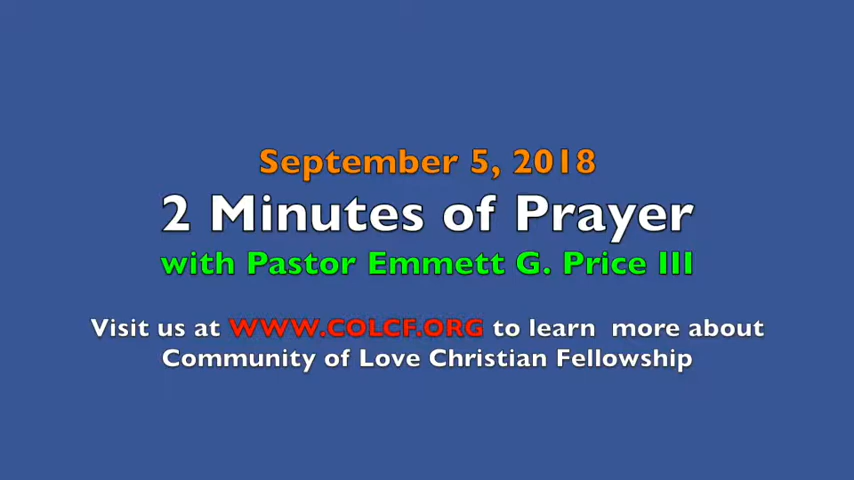 September 5, 2018
2 Minutes of Prayer
with Pastor Emmett G. Price III
Visit us at WWW.COLCF.ORG to learn  more about
Community of Love Christian Fellowship